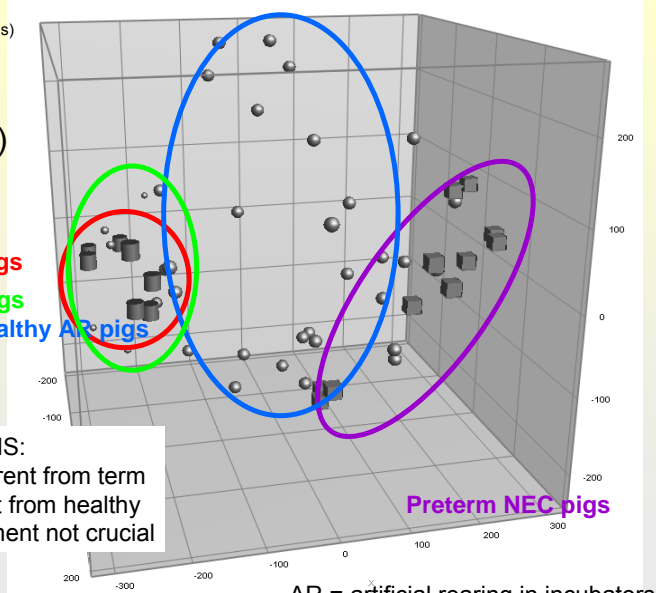 s)
)
gs
gs
althy AR pigs
200
100
0
-100
-200
-200
-100
IS:
rent from term
t from healthy
ment not crucial
Preterm NEC pigs
200
-300
-200
-100
0
100
200
300
x
AR = artificial rearing in incubators